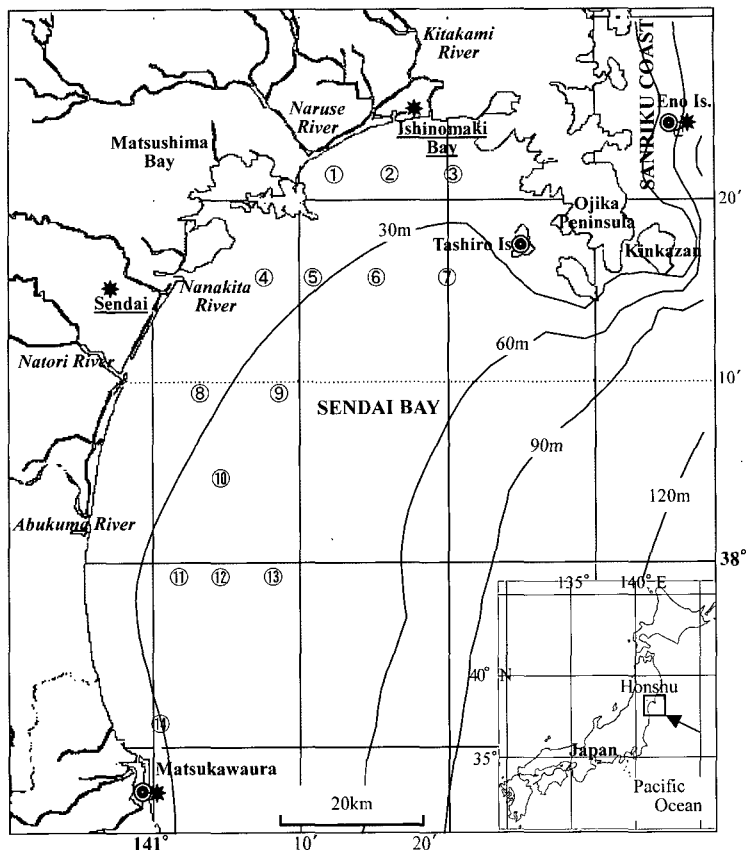 Kitakami
River
Naruse
River
Matsushima
Bay
Ishinomaki
Bay
SANRIKU COAST
Eno Is.
① ② ③
20'
30m
Tashiro Is
Ojika
Peninsula
Kinkazan
④ ⑤ ⑥ ⑦
Sendai
Nanakita
River
60m
Natori River
10'
⑧ ⑨
SENDAI BAY
90m
⑩
120m
Abukuma River
38°
⑪ ⑫ ⑬
135° 140° E
40° N
Honshu
⑭
Matsukawaura
35°
Japan
Pacific
Ocean
20km
141° 10' 20'